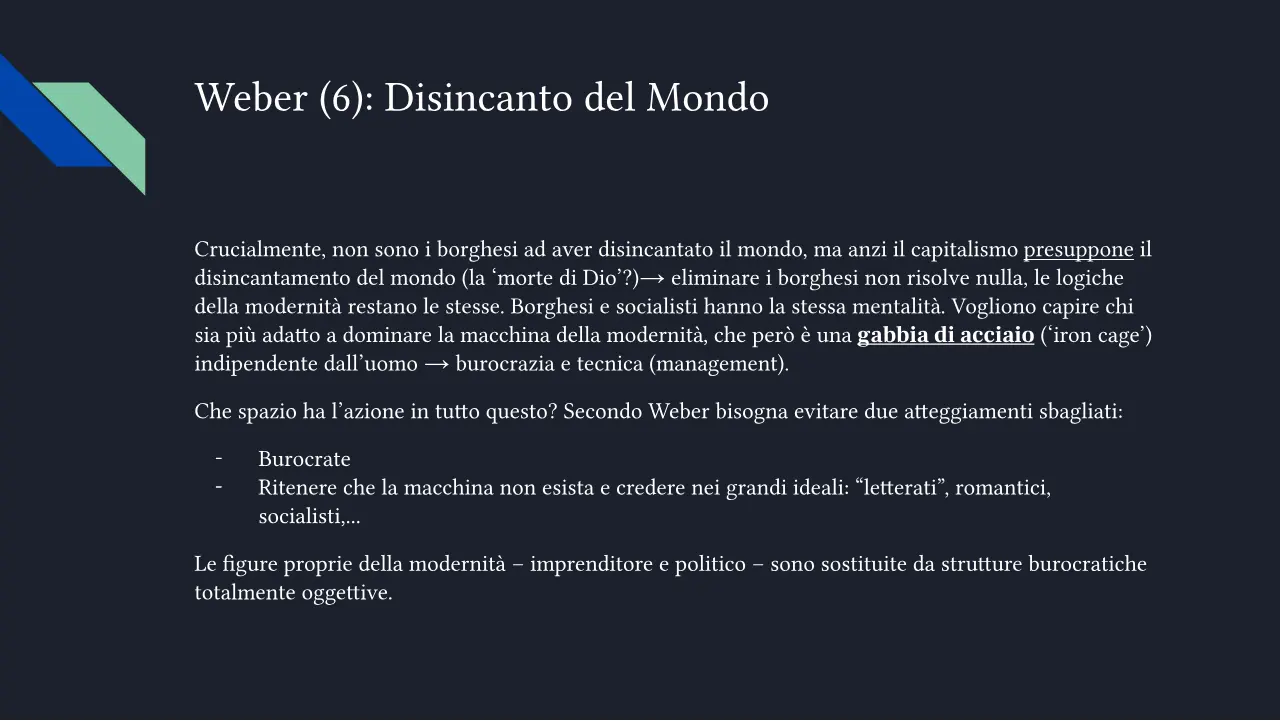 Weber (6): Disincanto del Mondo
Crucialmente, non sono i borghesi ad aver disincantato il mondo, ma anzi il capitalismo presuppone il
disincantamento del mondo (la ‘morte di Dio’?)⟶ eliminare i borghesi non risolve nulla, le logiche
della modernità restano le stesse. Borghesi e socialisti hanno la stessa mentalità. Vogliono capire chi
sia più adatto a dominare la macchina della modernità, che però è una gabbia di acciaio (‘iron cage’)
indipendente dall’uomo ⟶ burocrazia e tecnica (management).
Che spazio ha l’azione in tutto questo? Secondo Weber bisogna evitare due atteggiamenti sbagliati:
- Burocrate
- Ritenere che la macchina non esista e credere nei grandi ideali: “letterati”, romantici,
socialisti,...
Le figure proprie della modernità – imprenditore e politico – sono sostituite da strutture burocratiche
totalmente oggettive.